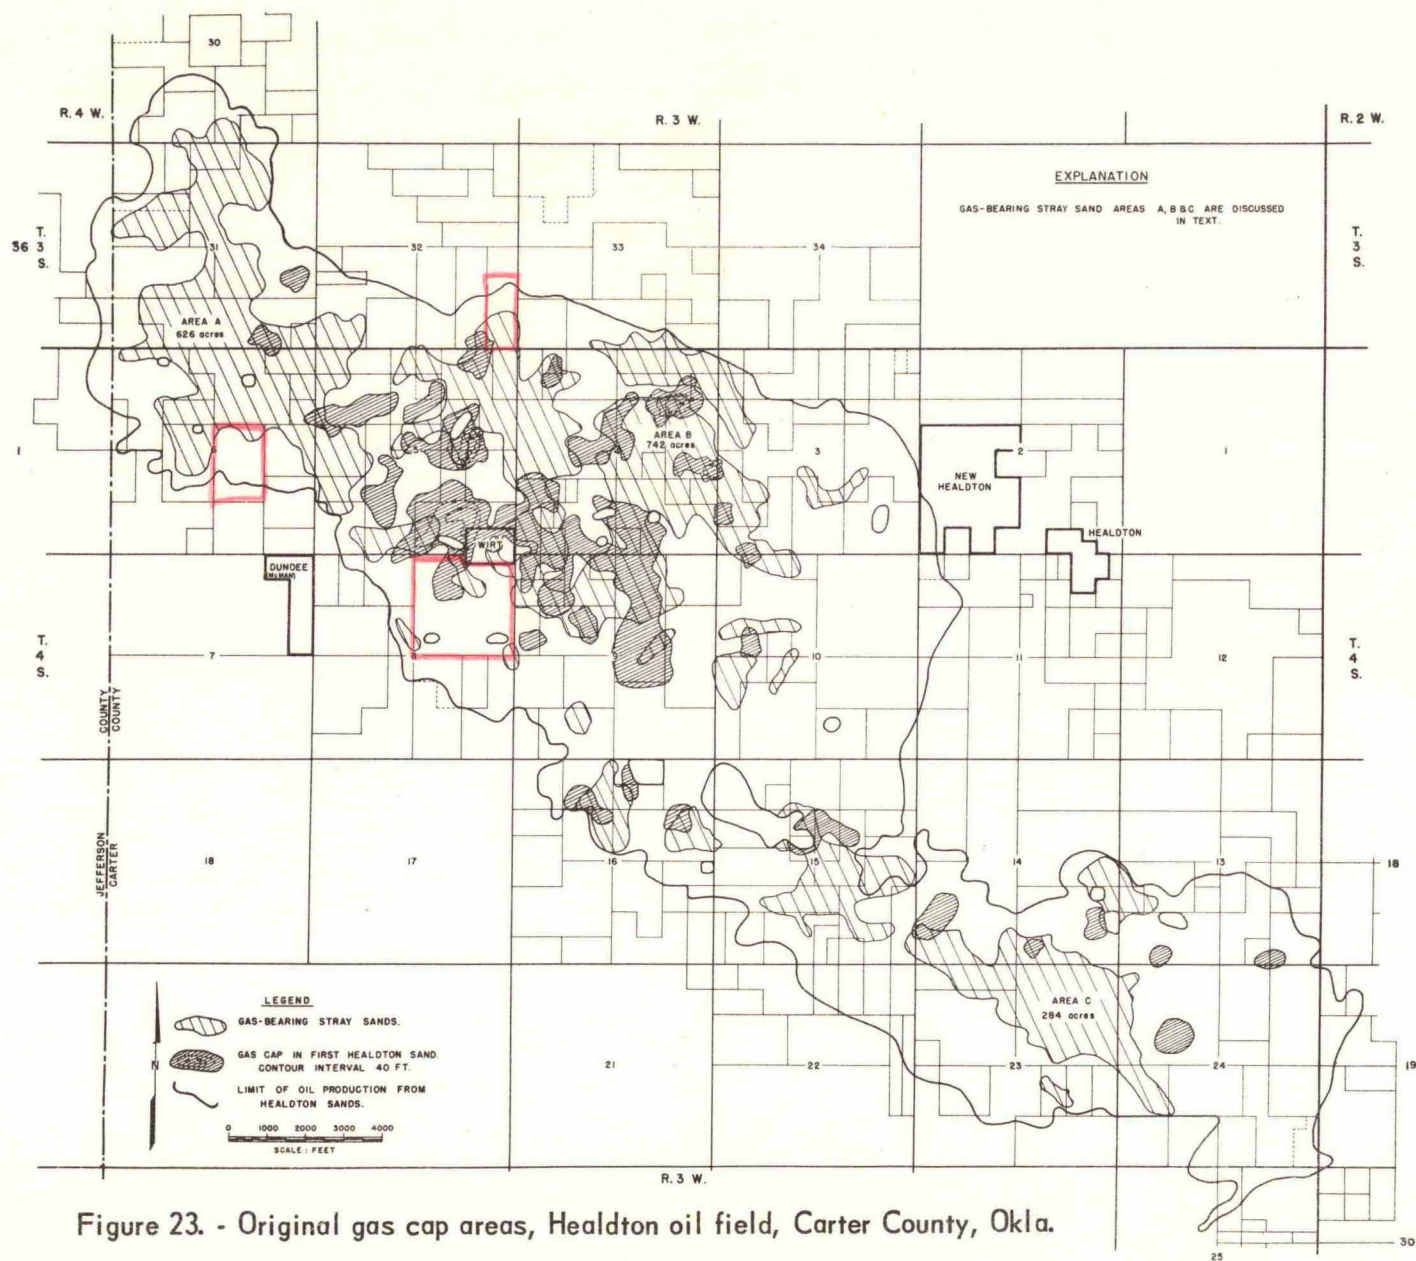 30
R. 4 W.
R. 3 W.
R. 2 W.
EXPLANATION
GAS-BEARING STRAY SAND AREAS A, B & C ARE DISCUSSED
IN TEXT.
T.
3
S.
36
31
32
33
34
T.
3
S.
AREA A
626 acres
1
6
5
AREA B
742 acres
3
2
1
NEW
HEALDTON
HEALDTON
WIRT
DUNDEE
(McMAN)
T.
4
S.
7
8
9
10
11
12
T.
4
S.
COUNTY
COUNTY
JEFFERSON
CARTER
18
17
16
15
14
13
18
LEGEND
GAS-BEARING STRAY SANDS.
GAS CAP IN FIRST HEALDTON SAND.
CONTOUR INTERVAL 40 FT.
LIMIT OF OIL PRODUCTION FROM
HEALDTON SANDS.
N
0 1000 2000 3000 4000
SCALE : FEET
AREA C
284 acres
21
22
23
24
19
R. 3 W.
Figure 23. - Original gas cap areas, Healdton oil field, Carter County, Okla.
25
30